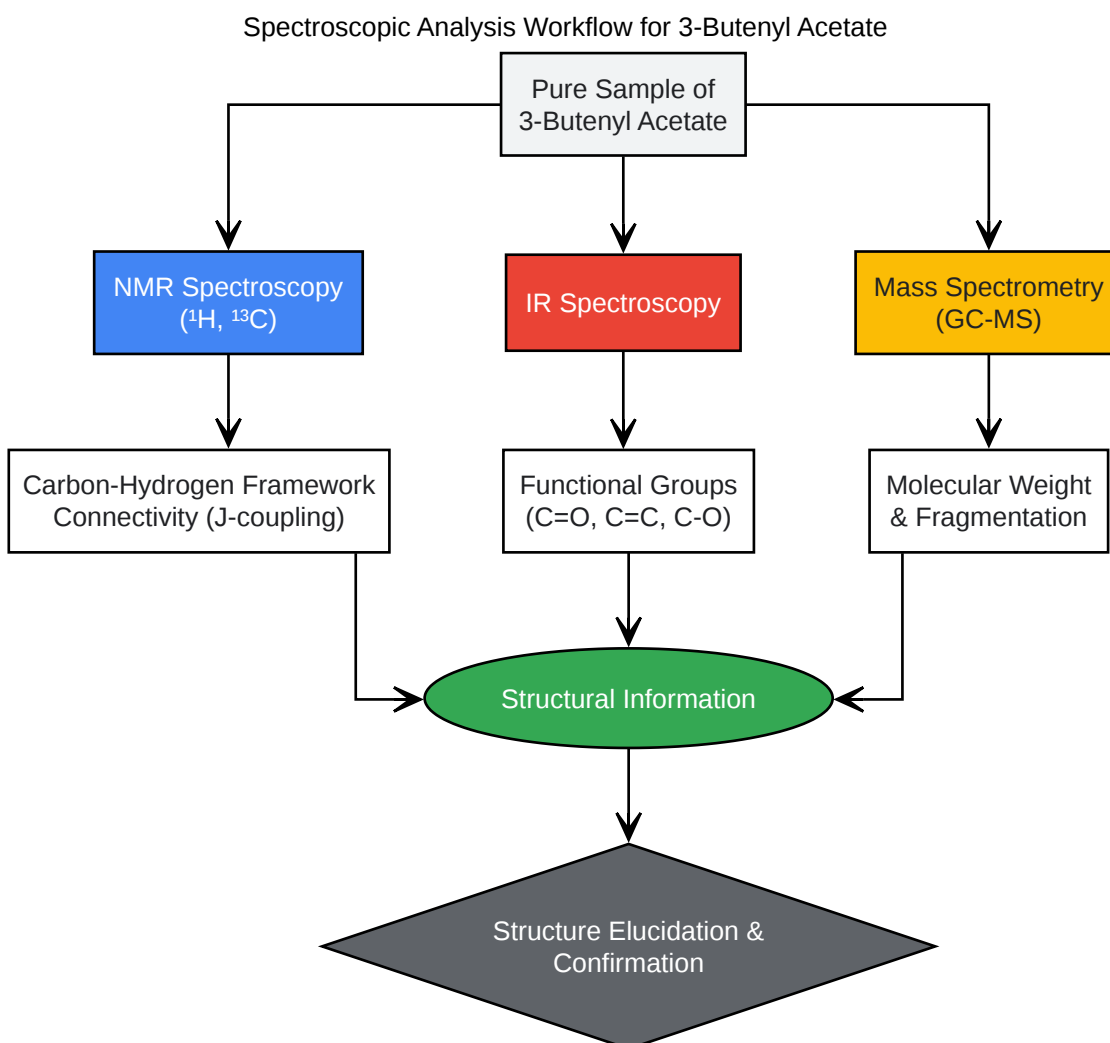 Spectroscopic Analysis Workflow for 3-Butenyl Acetate
Pure Sample of
3-Butenyl Acetate
NMR Spectroscopy
(¹H, ¹³C)
IR Spectroscopy
Mass Spectrometry
(GC-MS)
Carbon-Hydrogen Framework
Connectivity (J-coupling)
Functional Groups
(C=O, C=C, C-O)
Molecular Weight
& Fragmentation
Structural Information
Structure Elucidation &
Confirmation